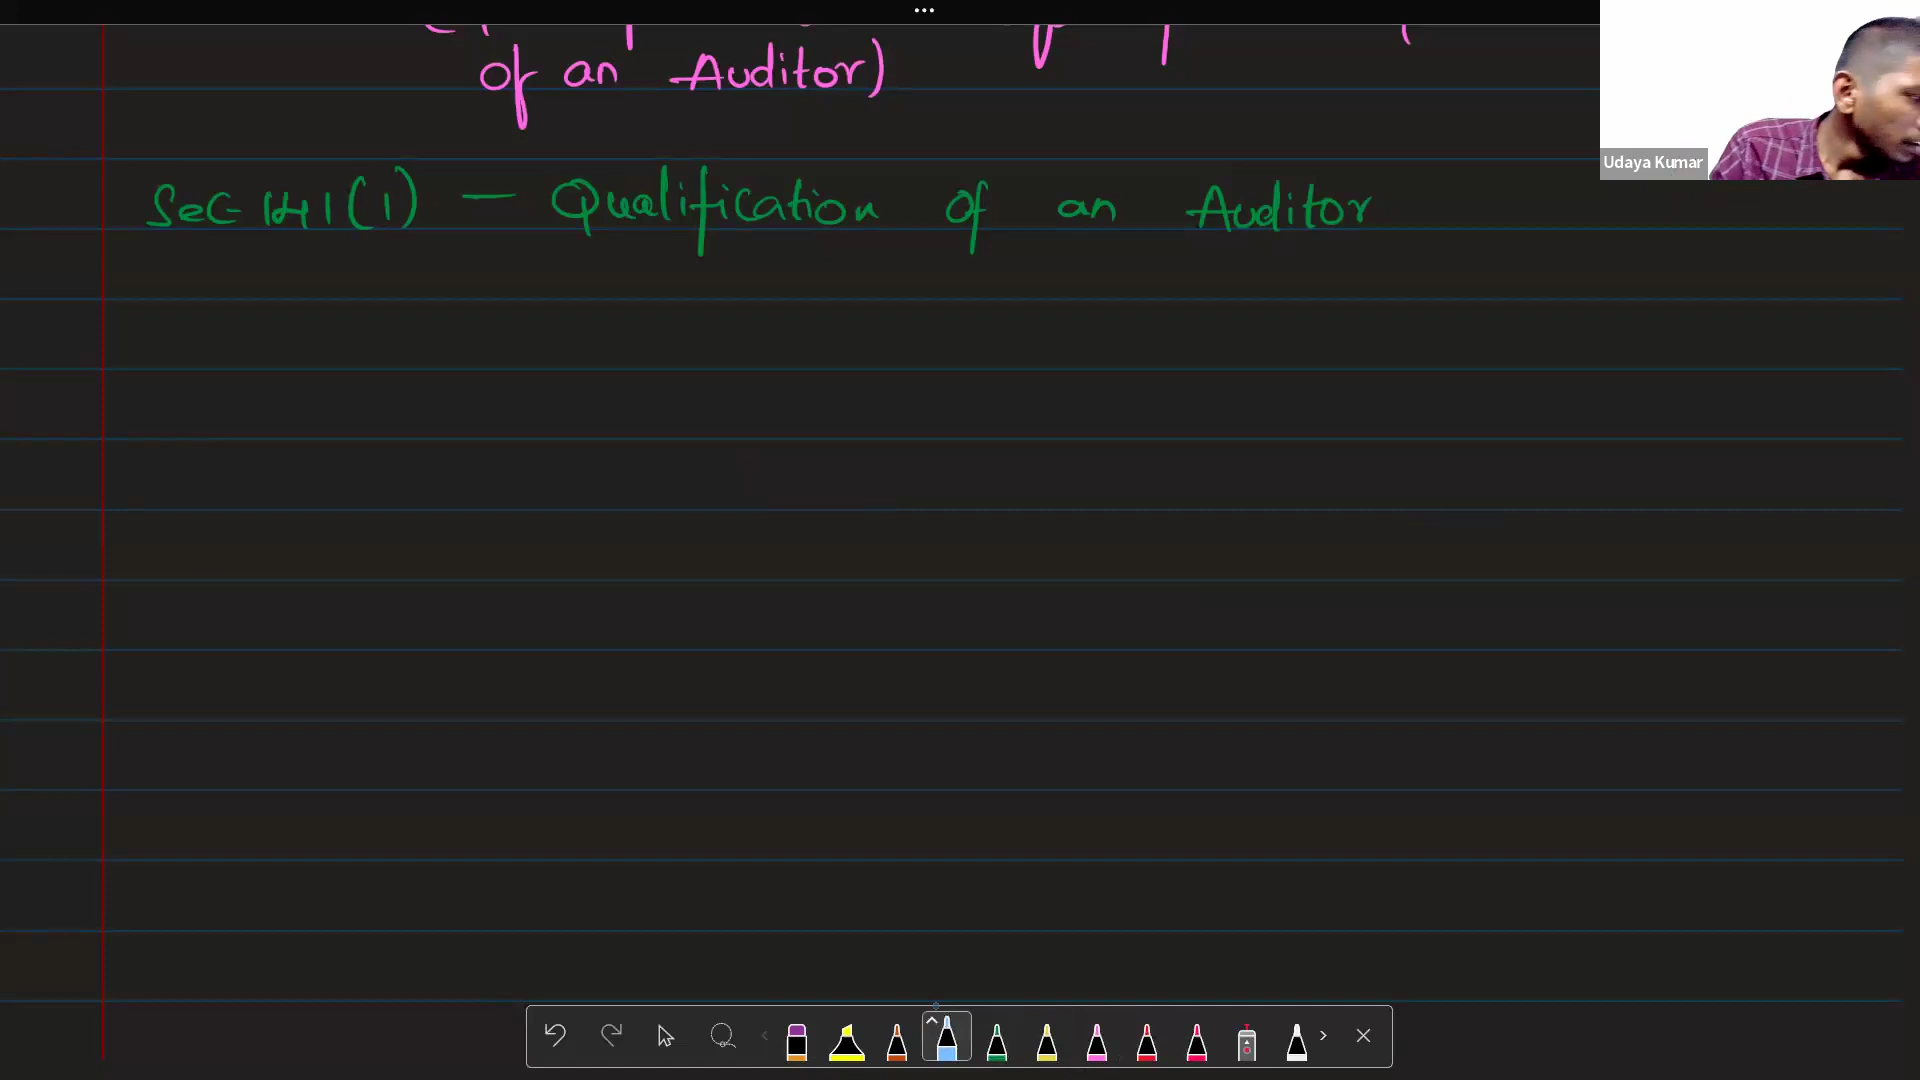 of an Auditor)
Udaya Kumar
Sec 141(1) — Qualification of an Auditor